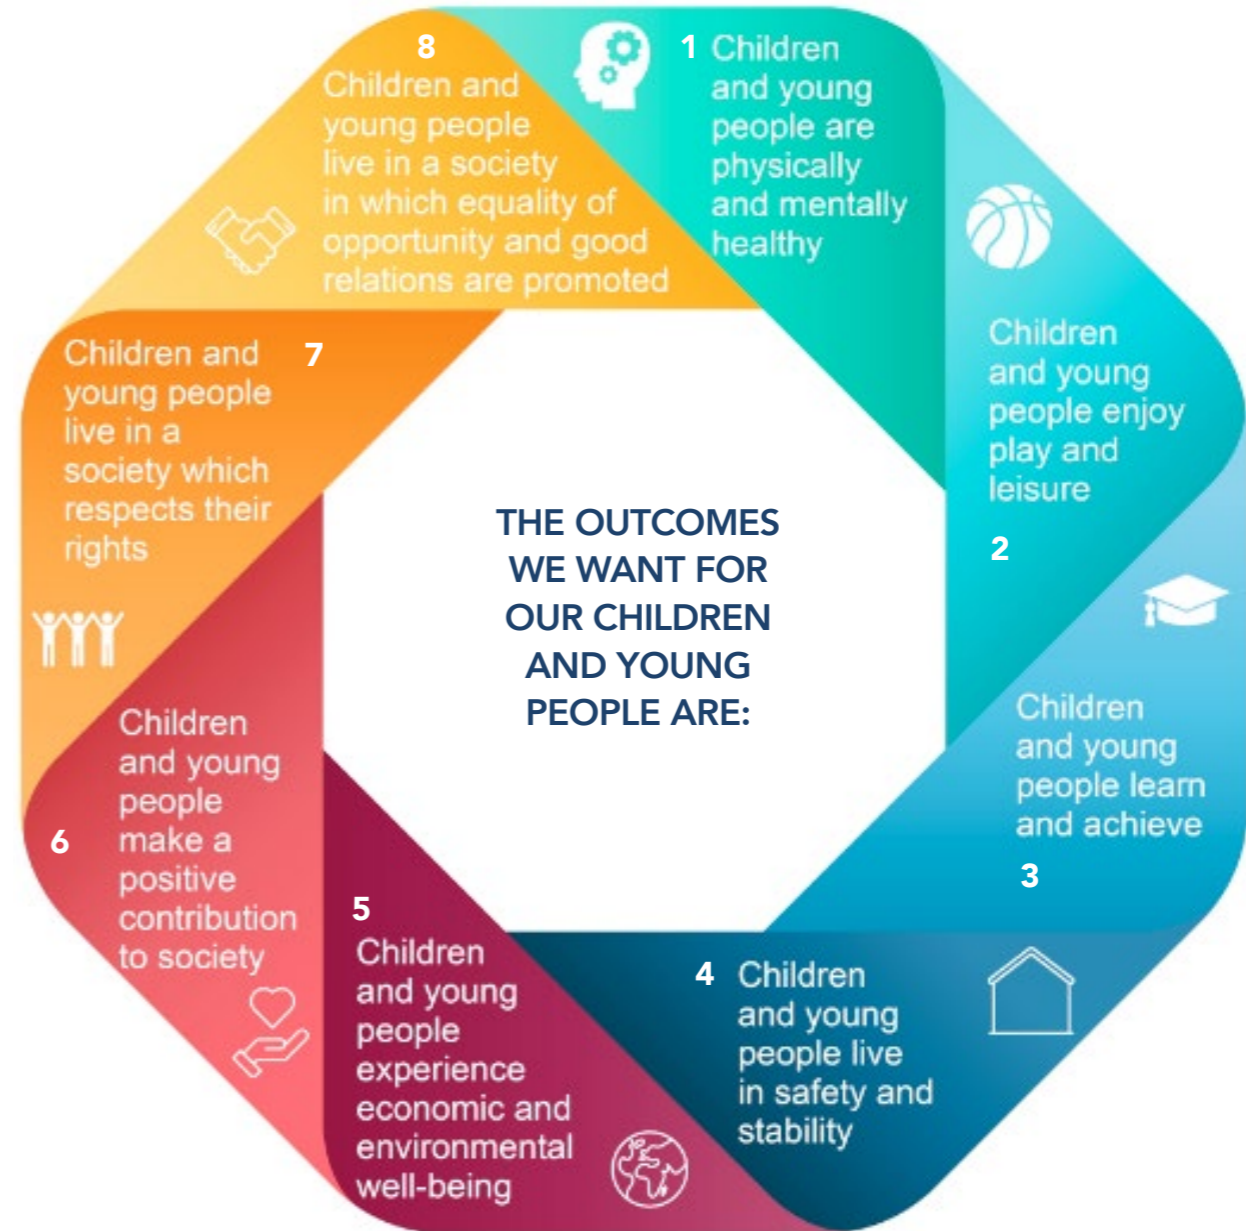 THE OUTCOMES
WE WANT FOR
OUR CHILDREN
AND YOUNG
PEOPLE ARE:
1 Children
and young
people are
physically
and mentally
healthy
Children
and young
people enjoy
play and
leisure
2
Children
and young
people learn
and achieve
3
4 Children
and young
people live
in safety and
stability
5
Children
and young
people
experience
economic and
environmental
well-being
Children
and young
people
make a
positive
contribution
to society
6
Children and
young people
live in a
society which
respects their
rights
7
8
Children and
young people
live in a society
in which equality of
opportunity and good
relations are promoted